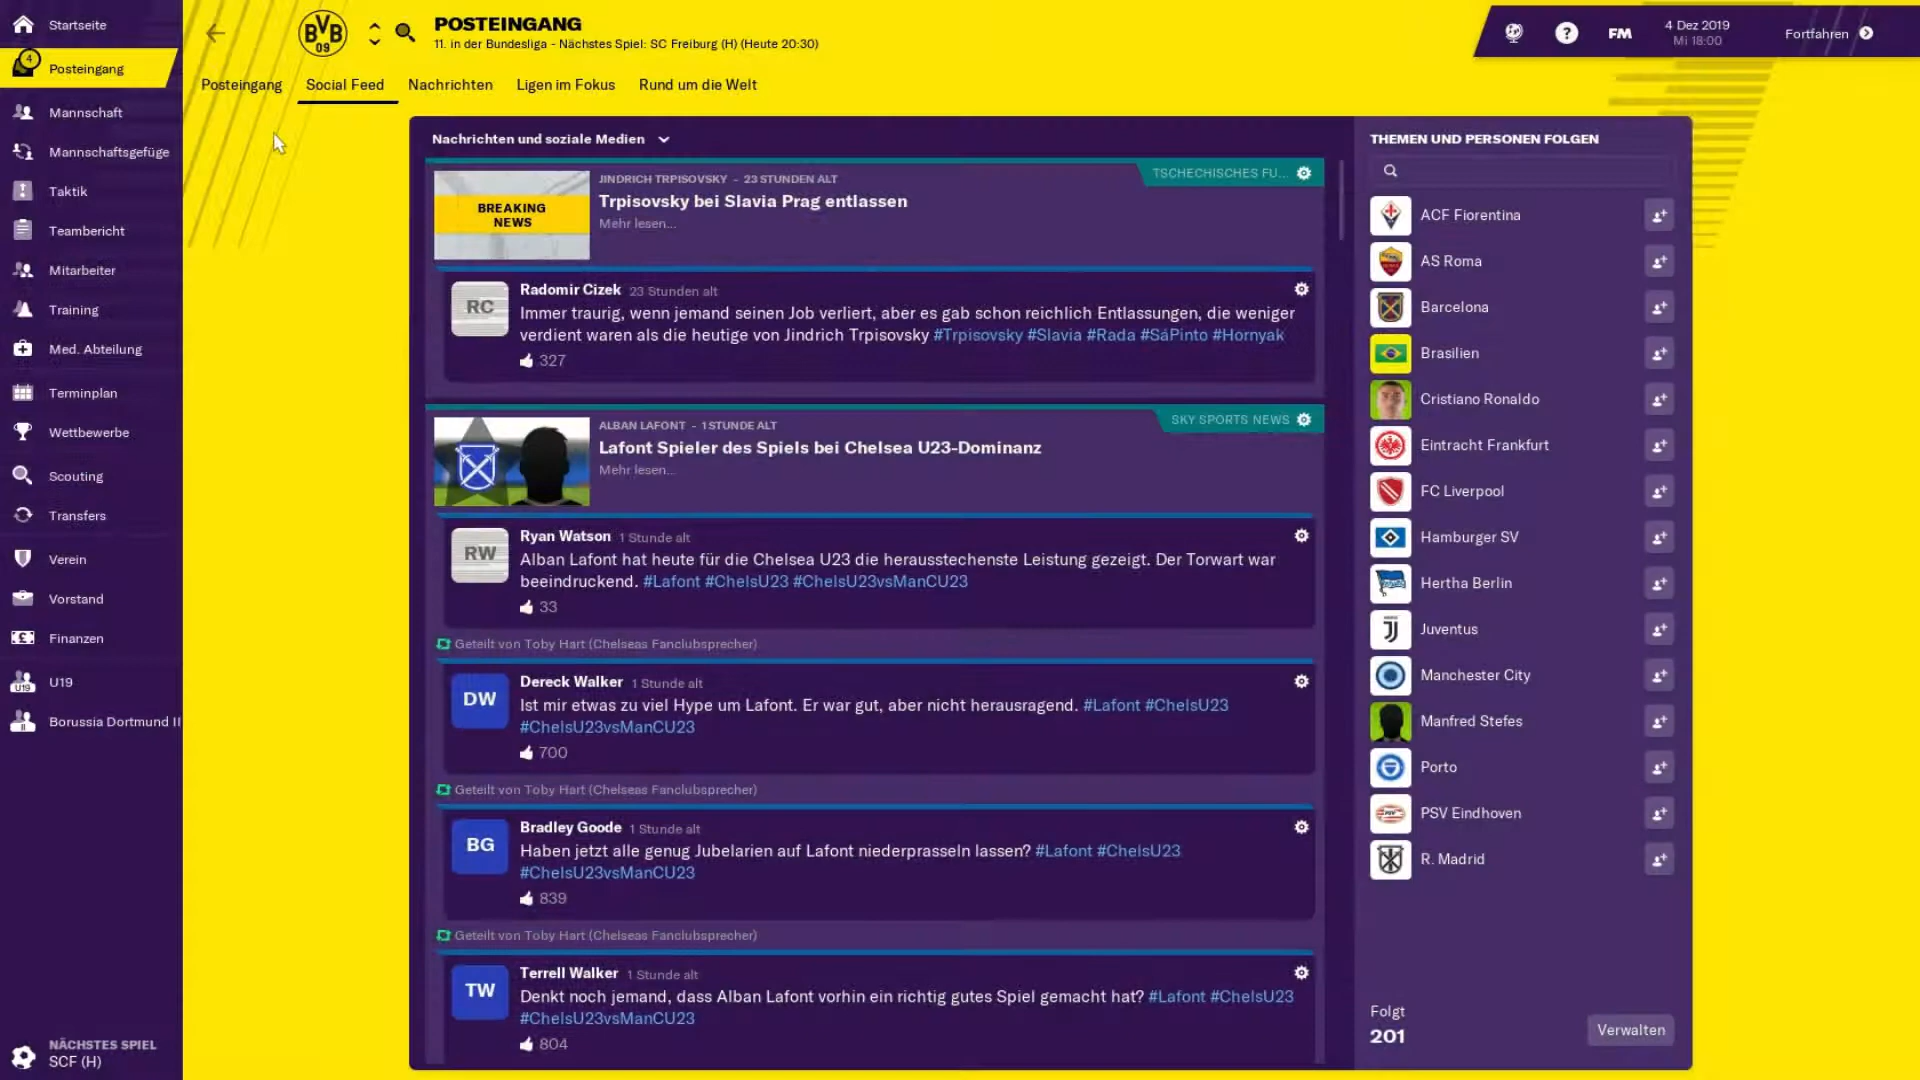 Startseite
4
Posteingang
Mannschaft
Mannschaftsgefüge
Taktik
Teambericht
Mitarbeiter
Training
Med. Abteilung
Terminplan
Wettbewerbe
Scouting
Transfers
Verein
Vorstand
Finanzen
U19
U19
II
Borussia Dortmund II
NÄCHSTES SPIEL
SCF (H)
BVB
09
POSTEINGANG
11. in der Bundesliga - Nächstes Spiel: SC Freiburg (H) (Heute 20:30)
?
FM
4 Dez 2019
Mi 18:00
Fortfahren
Posteingang
Social Feed
Nachrichten
Ligen im Fokus
Rund um die Welt
Nachrichten und soziale Medien
BREAKING
NEWS
JINDRICH TRPISOVSKY - 23 STUNDEN ALT
TSCHECHISCHES FU...
Trpisovsky bei Slavia Prag entlassen
Mehr lesen...
RC
Radomir Cizek 23 Stunden alt
Immer traurig, wenn jemand seinen Job verliert, aber es gab schon reichlich Entlassungen, die weniger
verdient waren als die heutige von Jindrich Trpisovsky #Trpisovsky #Slavia #Rada #SáPinto #Hornyak
327
ALBAN LAFONT - 1 STUNDE ALT
SKY SPORTS NEWS
Lafont Spieler des Spiels bei Chelsea U23-Dominanz
Mehr lesen...
RW
Ryan Watson 1 Stunde alt
Alban Lafont hat heute für die Chelsea U23 die herausstechenste Leistung gezeigt. Der Torwart war
beeindruckend. #Lafont #ChelsU23 #ChelsU23vsManCU23
33
Geteilt von Toby Hart (Chelseas Fanclubsprecher)
DW
Dereck Walker 1 Stunde alt
Ist mir etwas zu viel Hype um Lafont. Er war gut, aber nicht herausragend. #Lafont #ChelsU23
#ChelsU23vsManCU23
700
Geteilt von Toby Hart (Chelseas Fanclubsprecher)
BG
Bradley Goode 1 Stunde alt
Haben jetzt alle genug Jubelarien auf Lafont niederprasseln lassen? #Lafont #ChelsU23
#ChelsU23vsManCU23
839
Geteilt von Toby Hart (Chelseas Fanclubsprecher)
TW
Terrell Walker 1 Stunde alt
Denkt noch jemand, dass Alban Lafont vorhin ein richtig gutes Spiel gemacht hat? #Lafont #ChelsU23
#ChelsU23vsManCU23
804
THEMEN UND PERSONEN FOLGEN
ACF Fiorentina
AS Roma
Barcelona
Brasilien
Cristiano Ronaldo
Eintracht Frankfurt
FC Liverpool
Hamburger SV
Hertha Berlin
Juventus
Manchester City
Manfred Stefes
Porto
PSV Eindhoven
R. Madrid
Folgt
201
Verwalten